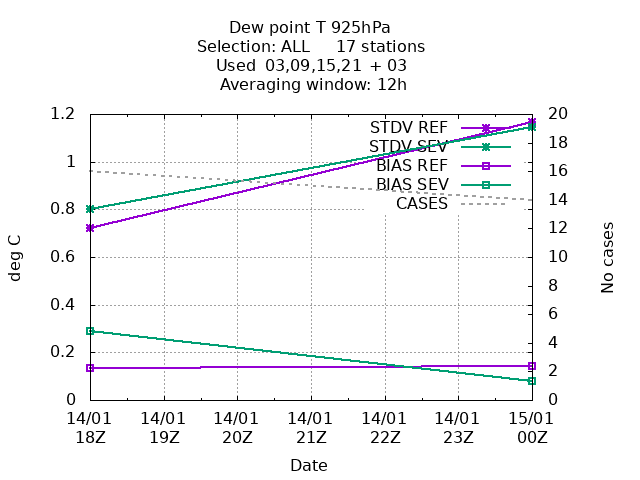 Dew point T 925hPa
Selection: ALL     17 stations
Used  03,09,15,21 + 03
Averaging window: 12h
1.2
1
0.8
0.6
0.4
0.2
0
20
18
16
14
12
10
8
6
4
2
0
STDV REF
STDV SEV
BIAS REF
BIAS SEV
CASES
deg C
No cases
14/01 14/01 14/01 14/01 14/01 14/01 15/01
18Z 19Z 20Z 21Z 22Z 23Z 00Z
Date